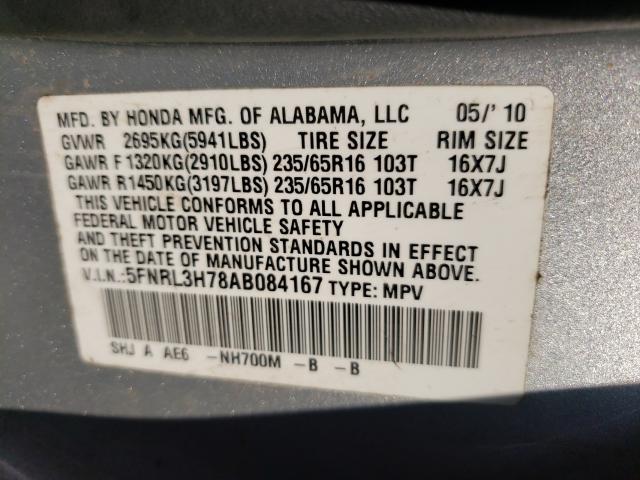 MFD. BY HONDA MFG. OF ALABAMA, LLC 05/'10
GVWR 2695KG(5941LBS) TIRE SIZE RIM SIZE
GAWR F 1320KG(2910LBS) 235/65R16 103T 16X7J
GAWR R1450KG(3197LBS) 235/65R16 103T 16X7J
THIS VEHICLE CONFORMS TO ALL APPLICABLE
FEDERAL MOTOR VEHICLE SAFETY
AND THEFT PREVENTION STANDARDS IN EFFECT
ON THE DATE OF MANUFACTURE SHOWN ABOVE.
V.I.N.:5FNRL3H78AB084167 TYPE: MPV
SHJ A AE6 -NH700M -B -B